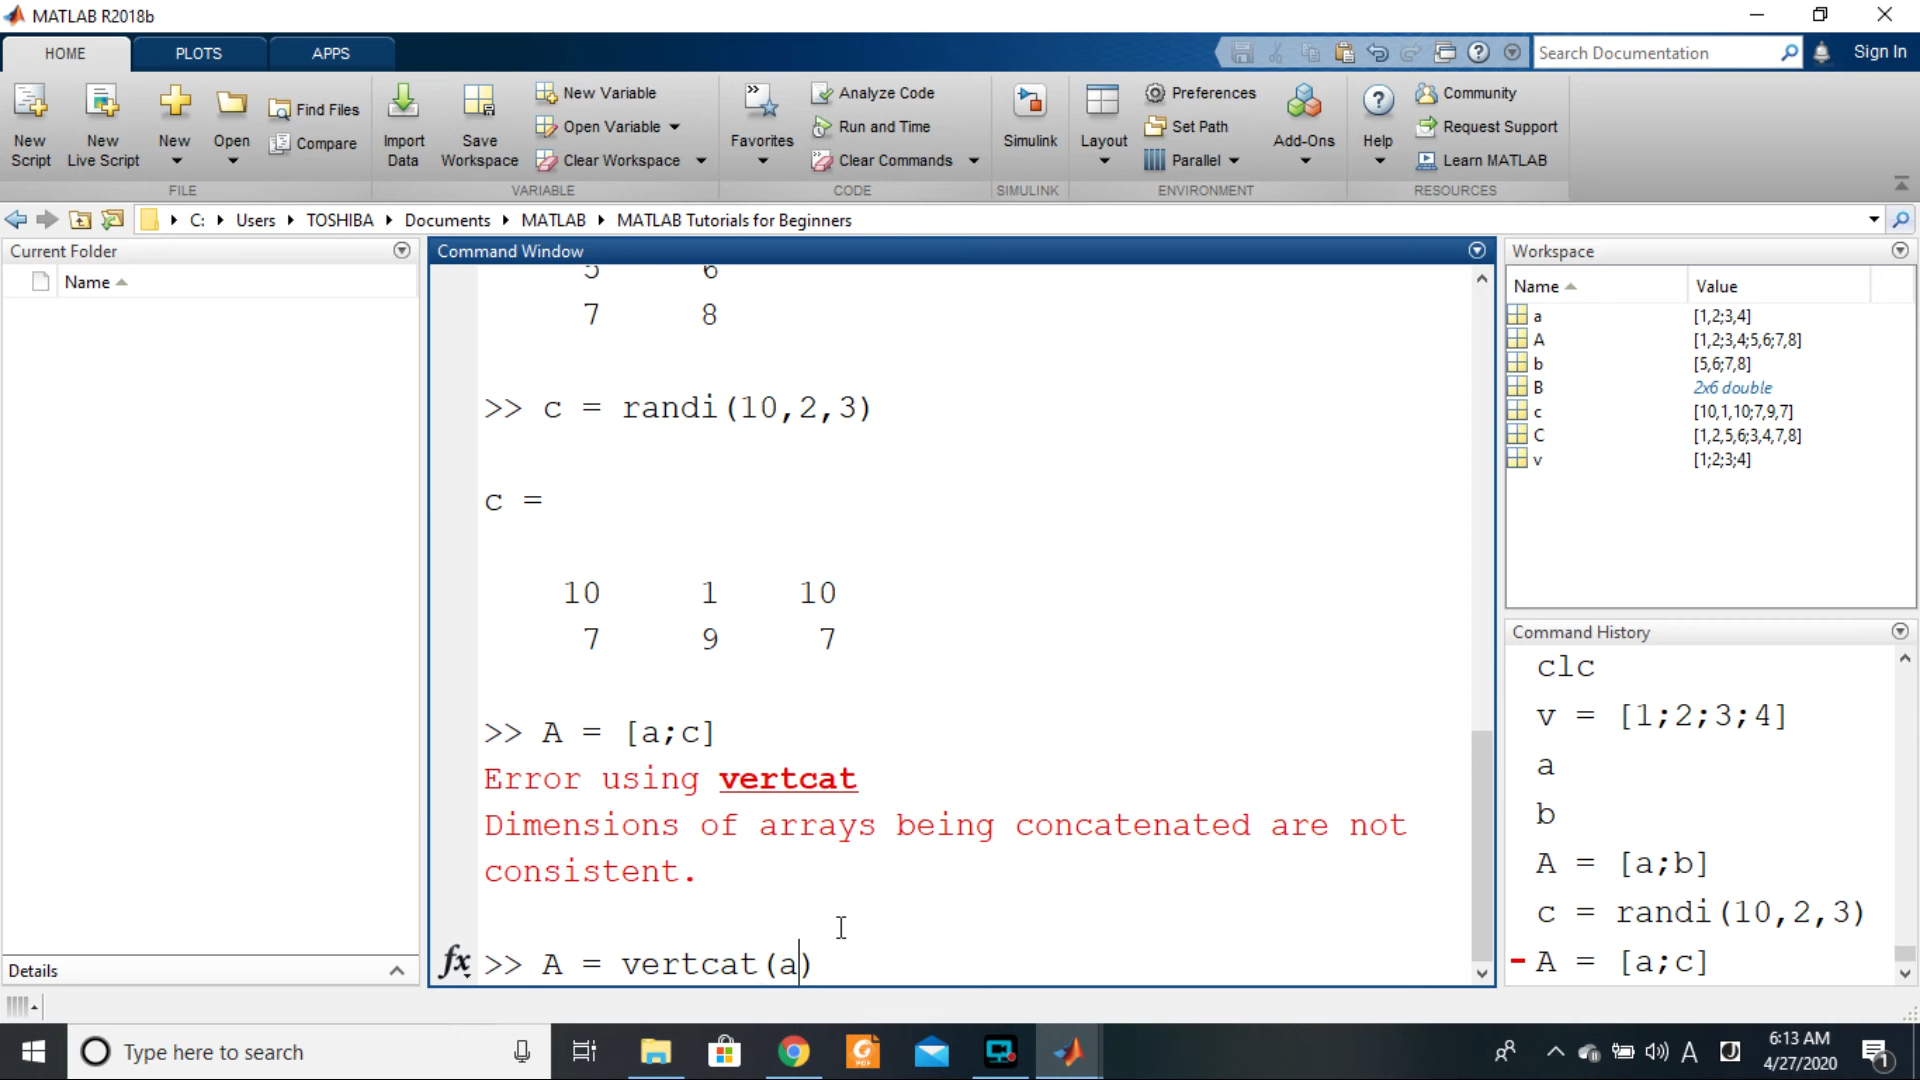 MATLAB R2018b
HOME PLOTS APPS
Search Documentation Sign In
New Script
New Live Script
New
Open
Find Files
Compare
FILE
Import Data
Save Workspace
New Variable
Open Variable
Clear Workspace
VARIABLE
Favorites
Analyze Code
Run and Time
Clear Commands
CODE
Simulink
SIMULINK
Layout
Preferences
Set Path
Parallel
Add-Ons
ENVIRONMENT
Help
Community
Request Support
Learn MATLAB
RESOURCES
C: Users TOSHIBA Documents MATLAB MATLAB Tutorials for Beginners
Current Folder
Name
Details
Command Window
5 6
7 8
>> c = randi(10,2,3)
c =
10 1 10
7 9 7
>> A = [a;c]
Error using vertcat
Dimensions of arrays being concatenated are not
consistent.
fx >> A = vertcat(a)
Workspace
Name Value
a [1,2;3,4]
A [1,2;3,4;5,6;7,8]
b [5,6;7,8]
B 2x6 double
c [10,1,10;7,9,7]
C [1,2,5,6;3,4,7,8]
v [1;2;3;4]
Command History
clc
v = [1;2;3;4]
a
b
A = [a;b]
c = randi(10,2,3)
A = [a;c]
Type here to search
6:13 AM
4/27/2020
1